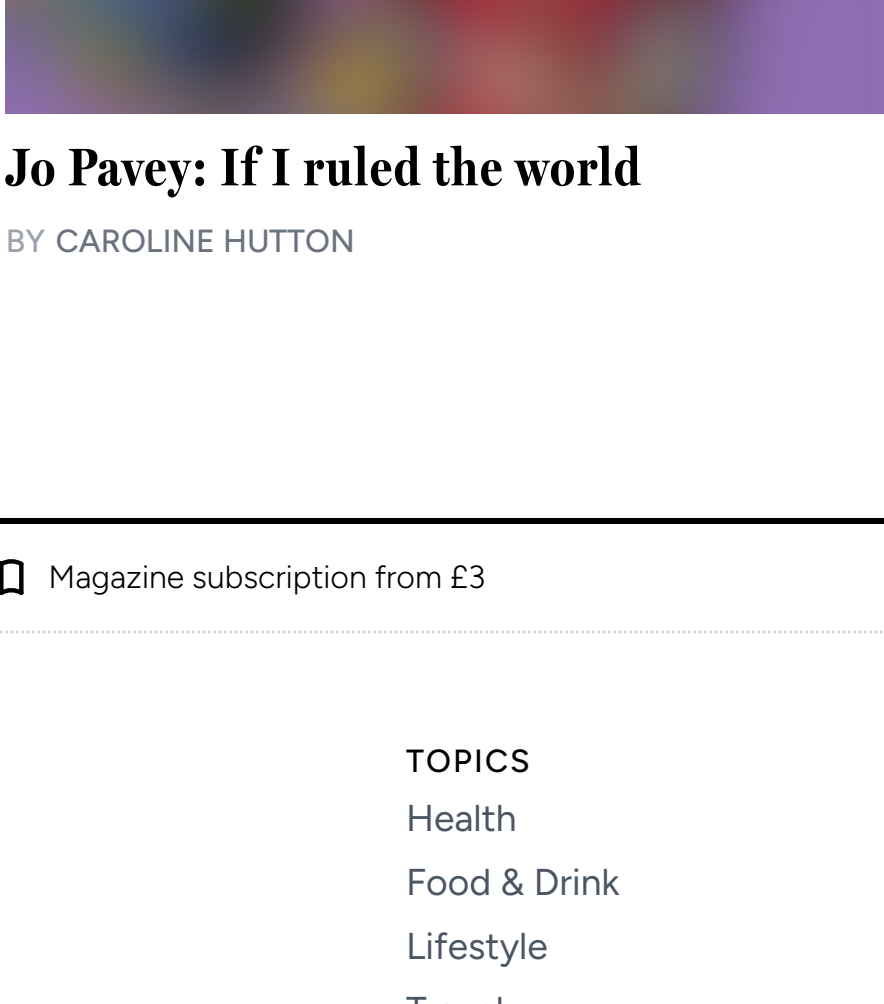 Jo Pavey: If I ruled the world
BY CAROLINE HUTTON
Magazine subscription from £3
TOPICS
Health
Food & Drink
Lifestyle